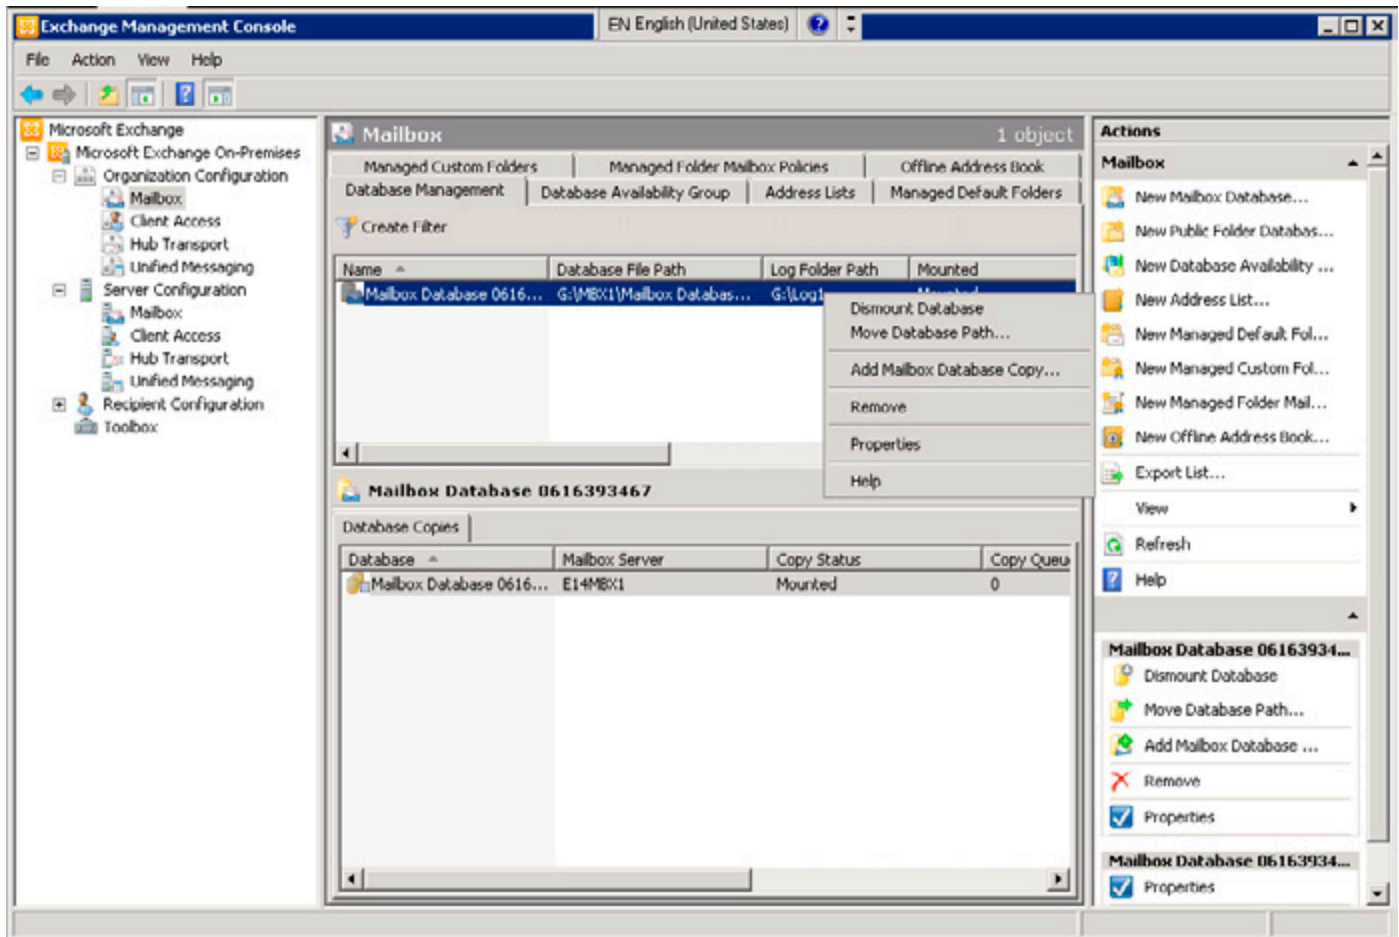 Exchange Management Console
EN English (United States)
File Action View Help
Microsoft Exchange
Microsoft Exchange On-Premises
Organization Configuration
Mailbox
Client Access
Hub Transport
Unified Messaging
Server Configuration
Mailbox
Client Access
Hub Transport
Unified Messaging
Recipient Configuration
Toolbox
Mailbox 1 object
Managed Custom Folders Managed Folder Mailbox Policies Offline Address Book
Database Management Database Availability Group Address Lists Managed Default Folders
Create Filter
Name Database File Path Log Folder Path Mounted
Mailbox Database 0616... G:\MBX1\Mailbox Databas... G:\Log1 Mounted
Dismount Database
Move Database Path...
Add Mailbox Database Copy...
Remove
Properties
Help
Mailbox Database 0616393467
Database Copies
Database Mailbox Server Copy Status Copy Queu
Mailbox Database 0616... E14MBX1 Mounted 0
Actions
Mailbox
New Mailbox Database...
New Public Folder Databas...
New Database Availability ...
New Address List...
New Managed Default Fol...
New Managed Custom Fol...
New Managed Folder Mail...
New Offline Address Book...
Export List...
View
Refresh
Help
Mailbox Database 06163934...
Dismount Database
Move Database Path...
Add Mailbox Database ...
Remove
Properties
Mailbox Database 06163934...
Properties